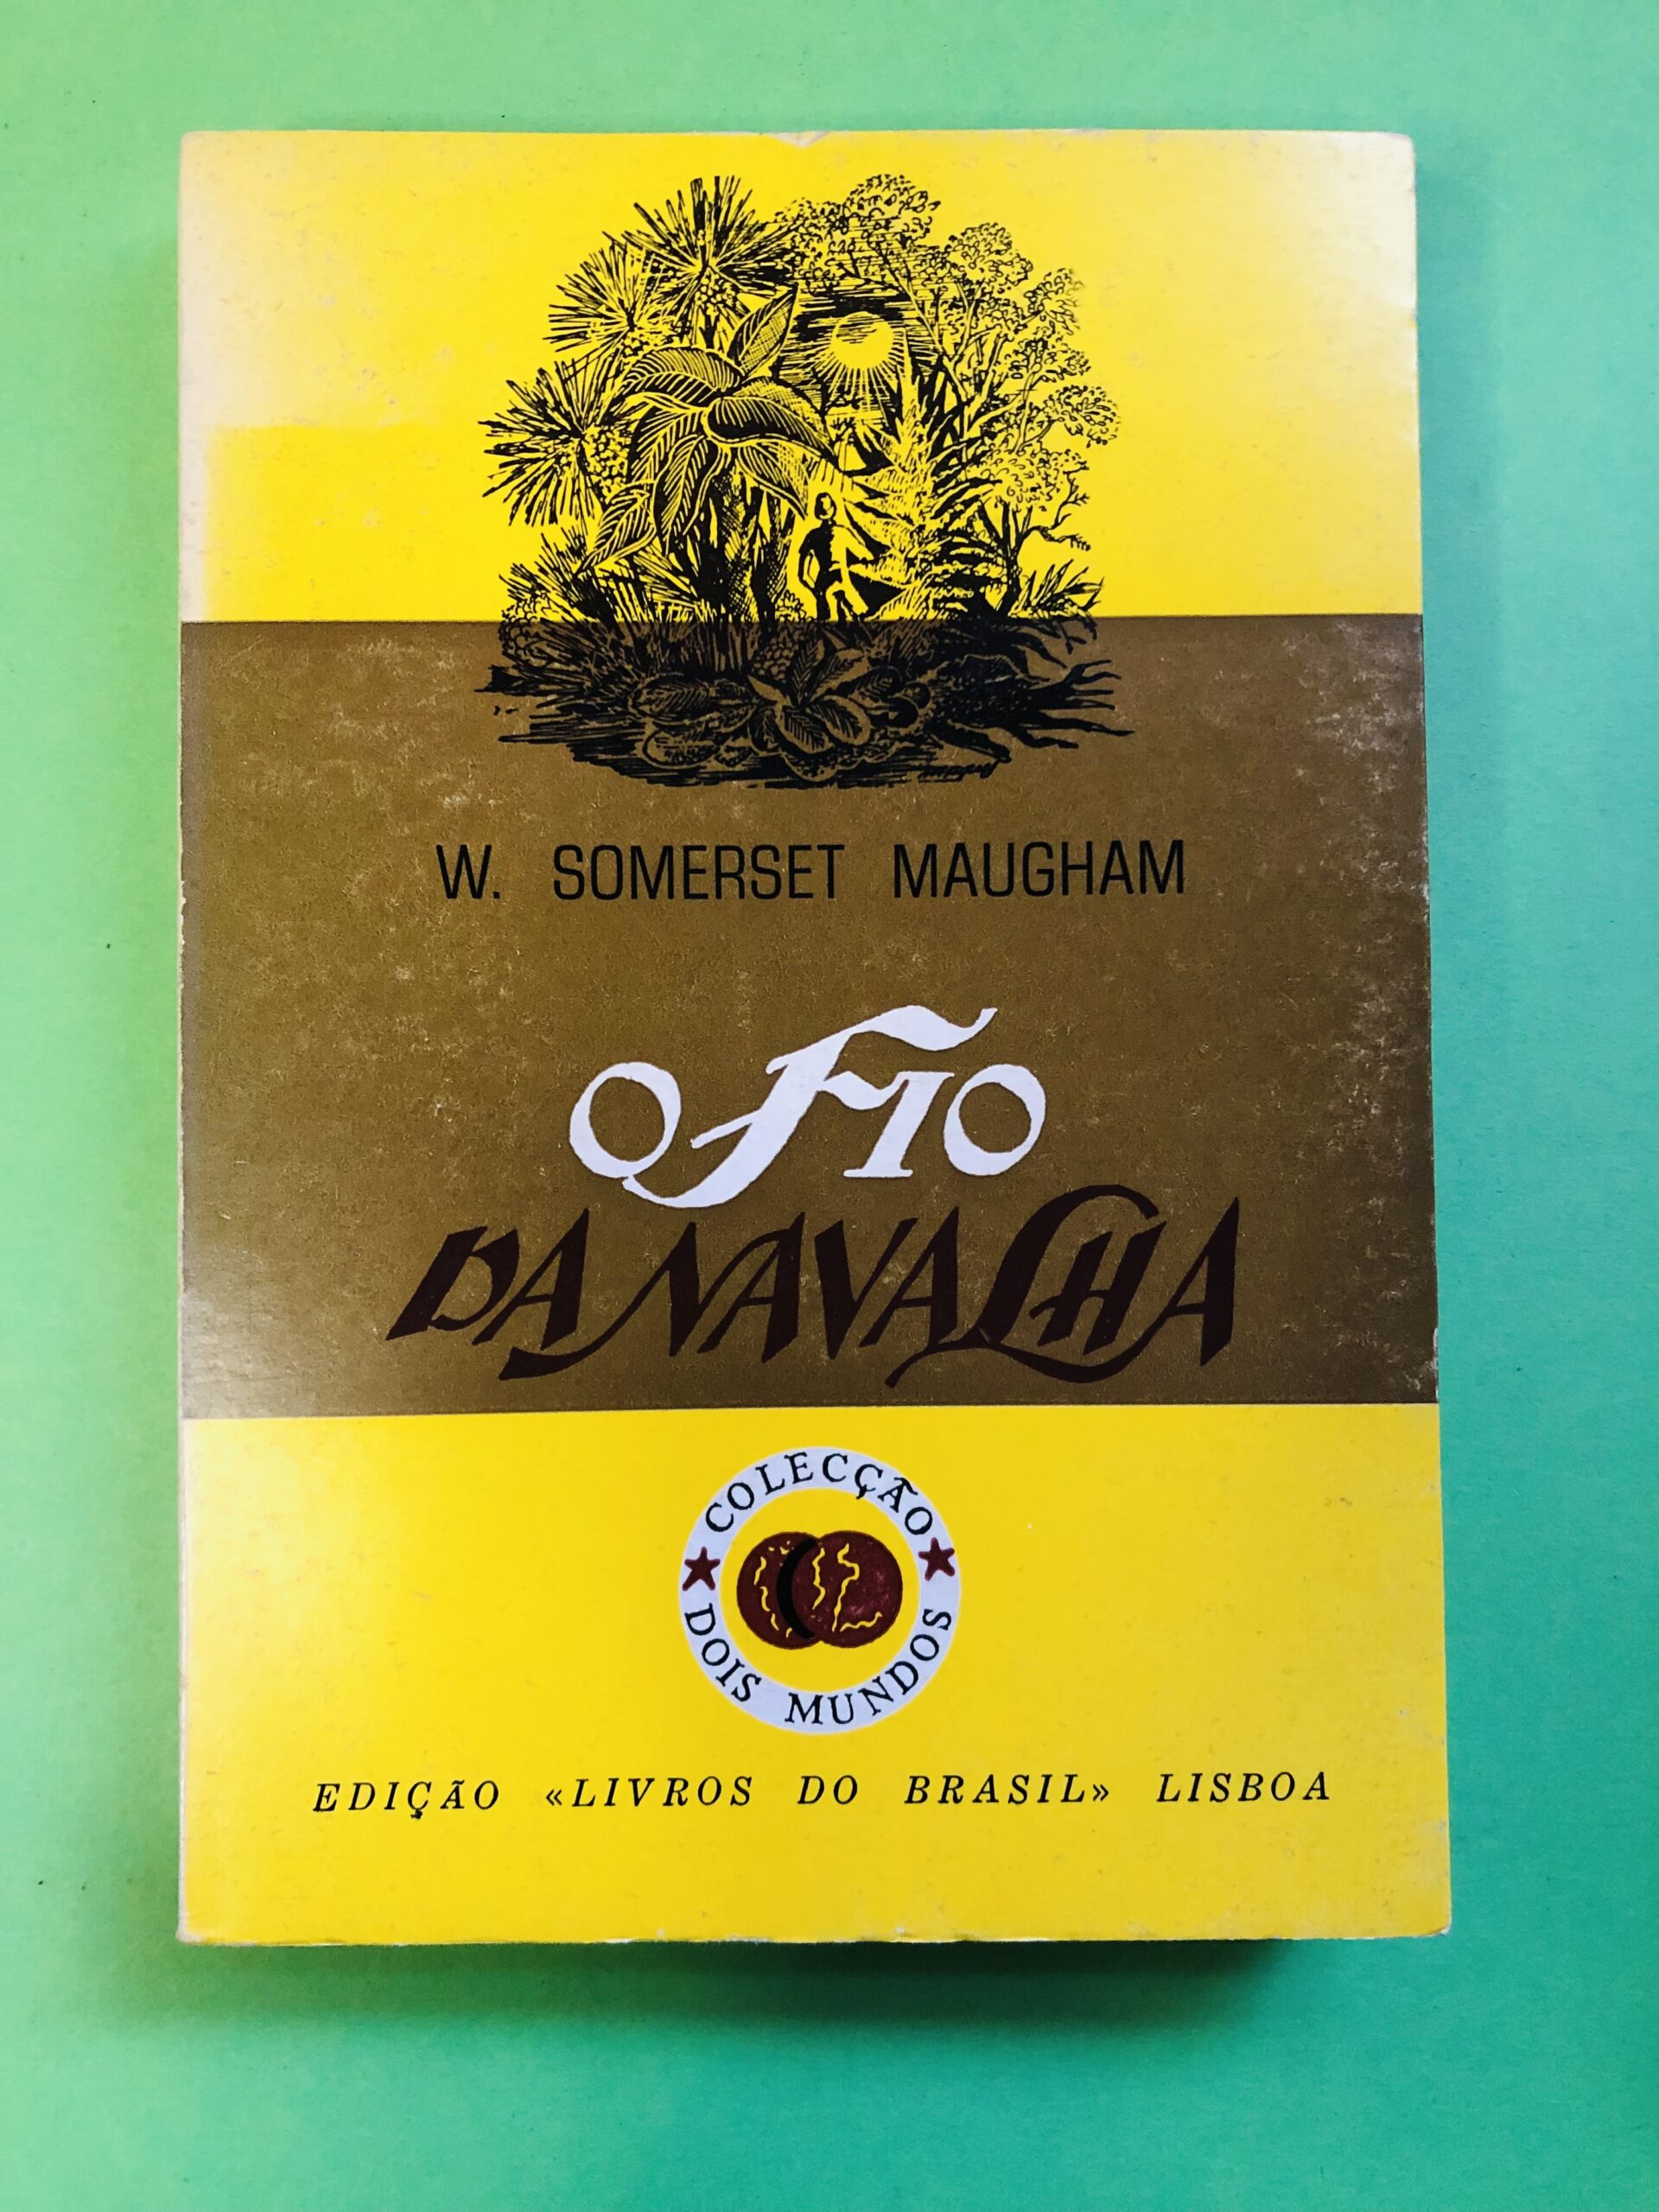 W. SOMERSET MAUGHAM
O FIO
DA NAVALHA
COLECÇÃO
DOIS MUNDOS
EDIÇÃO «LIVROS DO BRASIL» LISBOA